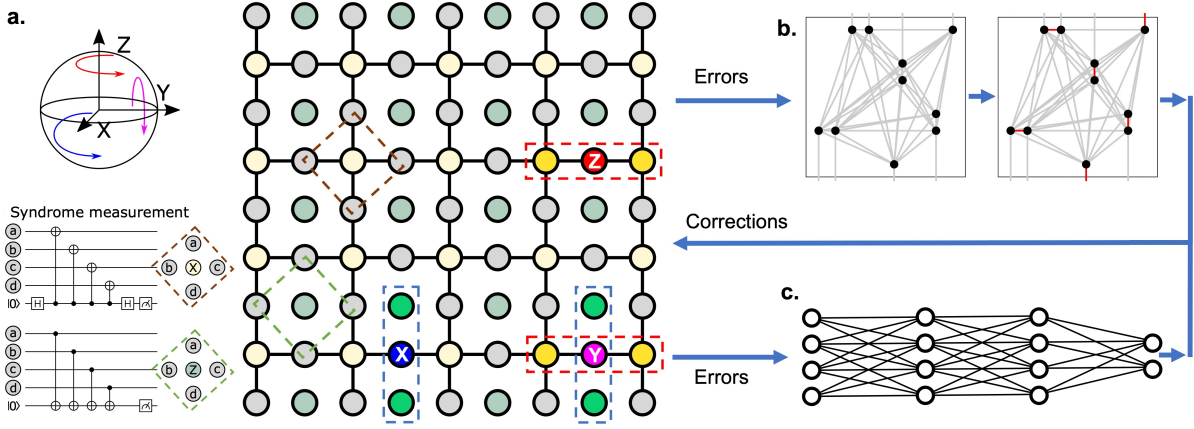 a.
Z
Y
X
Syndrome measurement
a
b
c
d
|0⟩ H H
a
b X c
d
a
b
c
d
|0⟩
a
b Z c
d
Z
X
Y
Errors
Corrections
Errors
b.
c.